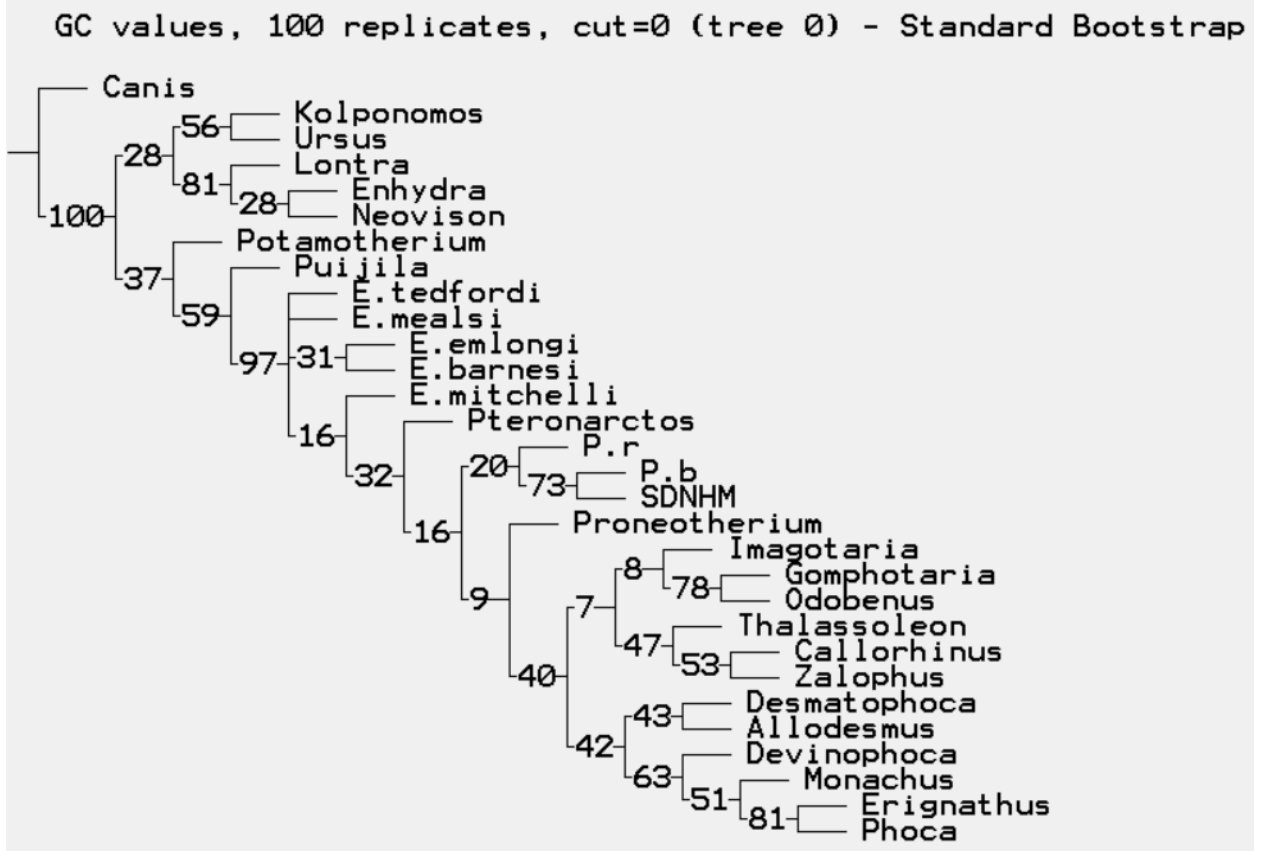 GC values, 100 replicates, cut=0 (tree 0) - Standard Bootstrap
Canis
Kolponomos
56
Ursus
28
Lontra
81
Enhydra
28
Neovison
100
Potamotherium
Puijila
37
E.tedfordi
59
E.mealsi
E.emlongi
31
97
E.barnesi
E.mitchelli
Pteronarctos
16
P.r
20
P.b
32
73
SDNHM
Proneotherium
16
Imagotaria
8
Gomphotaria
78
Odobenus
9
7
Thalassoleon
47
Callorhinus
53
Zalophus
40
Desmatophoca
43
Allodesmus
42
Devinophoca
63
Monachus
51
Erignathus
81
Phoca